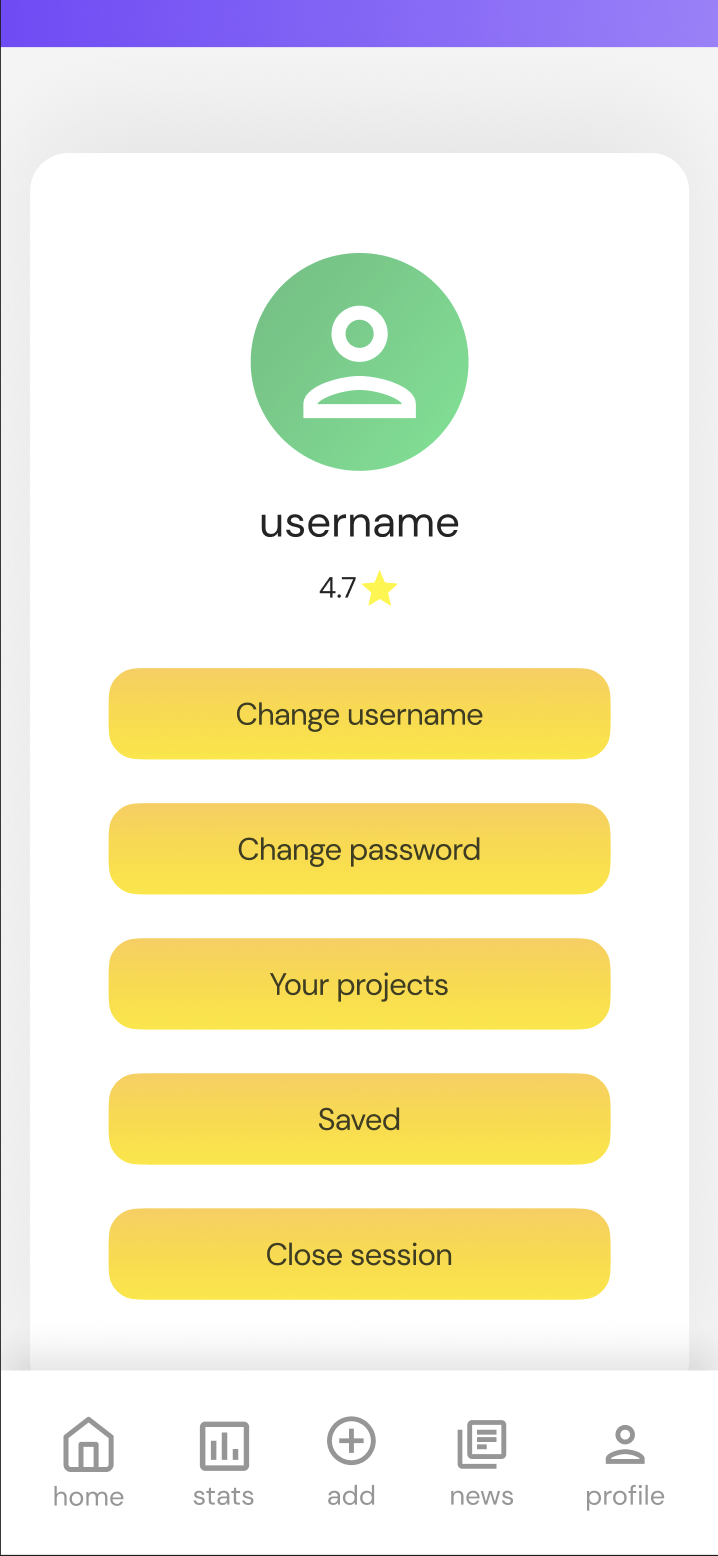 username
4.7
Change username
Change password
Your projects
Saved
Close session
home stats add news profile